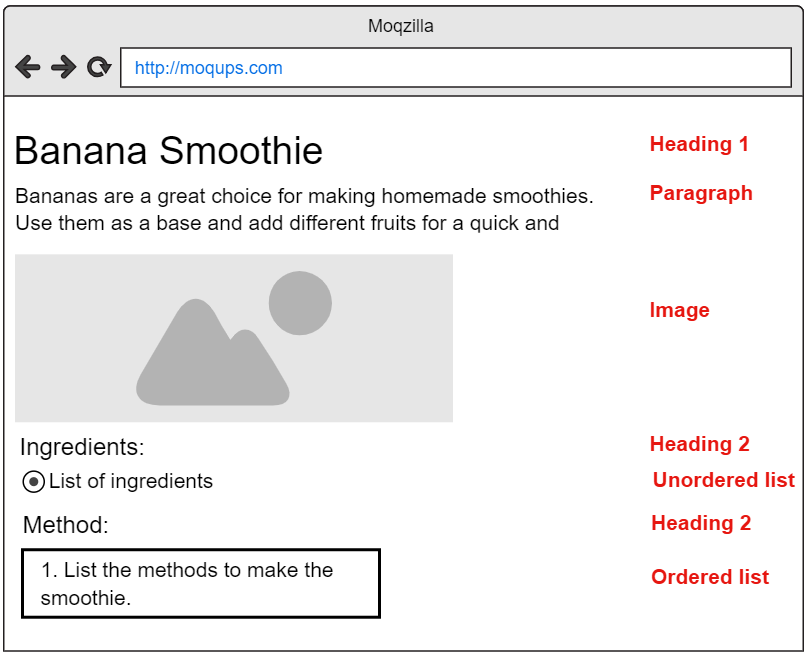 Moqzilla
http://moqups.com
Banana Smoothie
Heading 1
Bananas are a great choice for making homemade smoothies.
Paragraph
Use them as a base and add different fruits for a quick and
Image
Ingredients:
Heading 2
List of ingredients
Unordered list
Method:
Heading 2
1. List the methods to make the
Ordered list
smoothie.